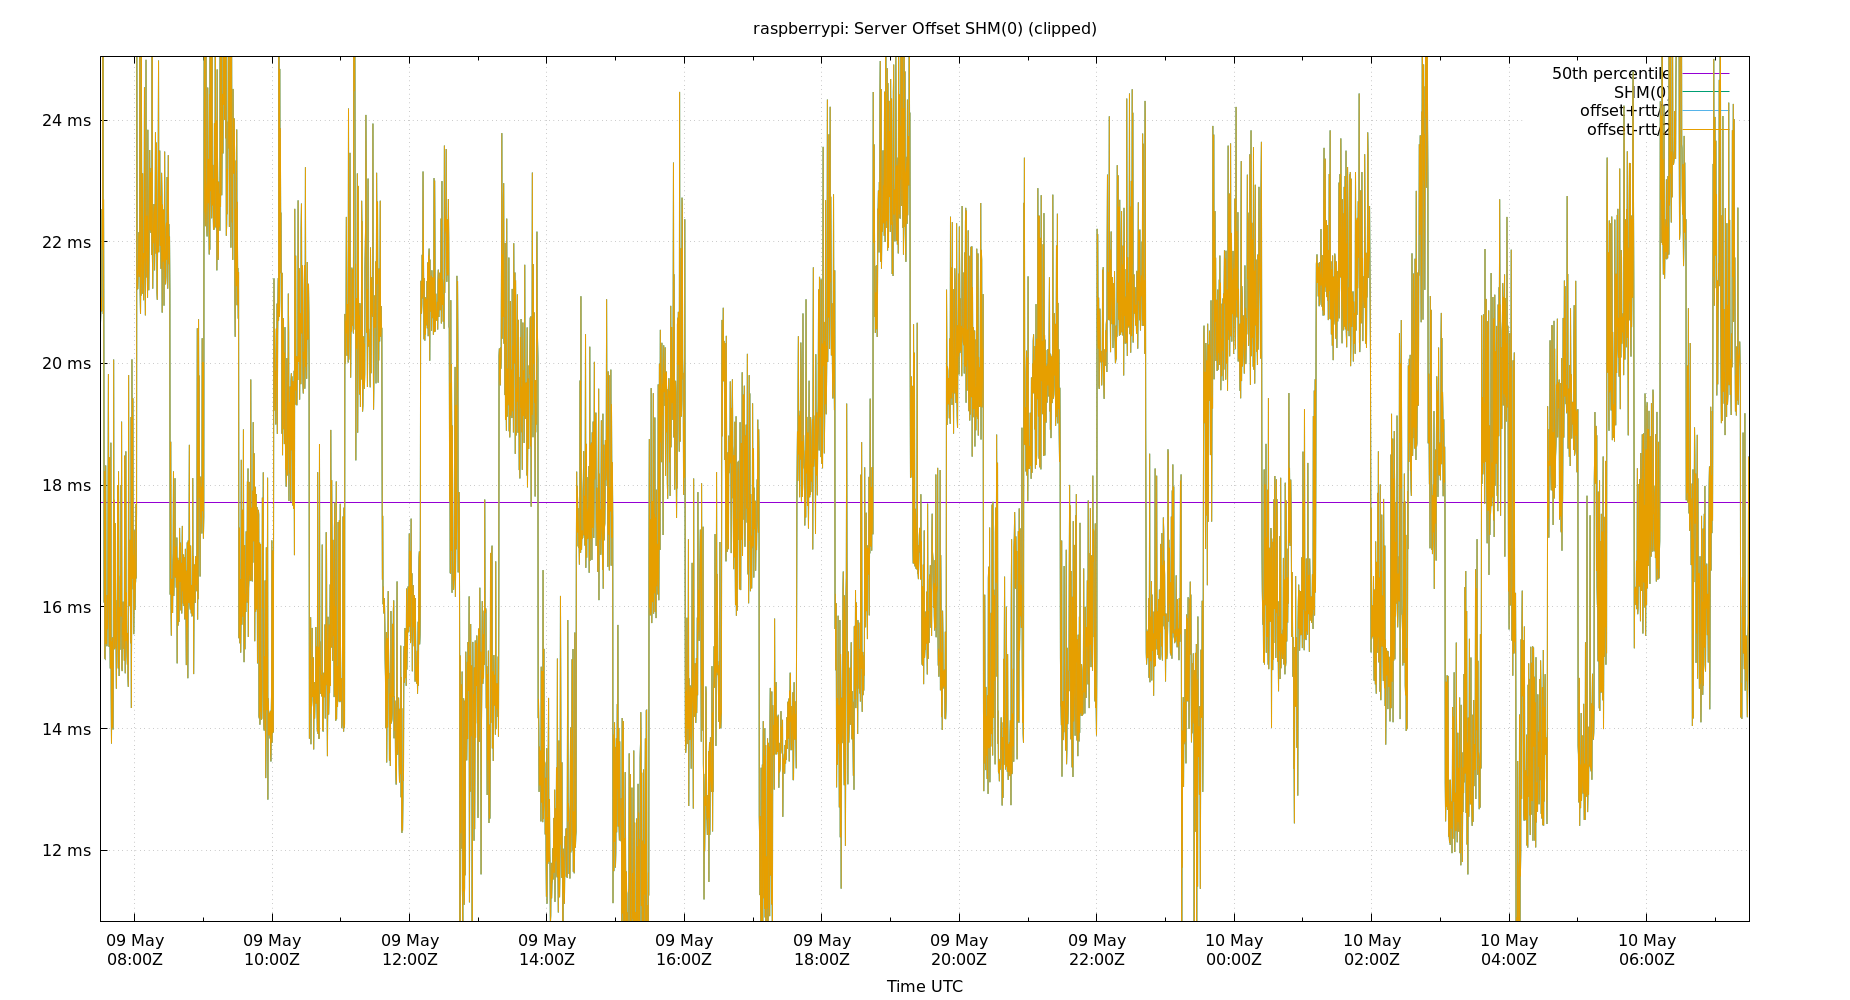 raspberrypi: Server Offset SHM(0) (clipped)
50th percentile
SHM(0)
offset+rtt/2
offset-rtt/2
24 ms
22 ms
20 ms
18 ms
16 ms
14 ms
12 ms
09 May 09 May 09 May 09 May 09 May 09 May 09 May 09 May 10 May 10 May 10 May 10 May
08:00Z 10:00Z 12:00Z 14:00Z 16:00Z 18:00Z 20:00Z 22:00Z 00:00Z 02:00Z 04:00Z 06:00Z
Time UTC